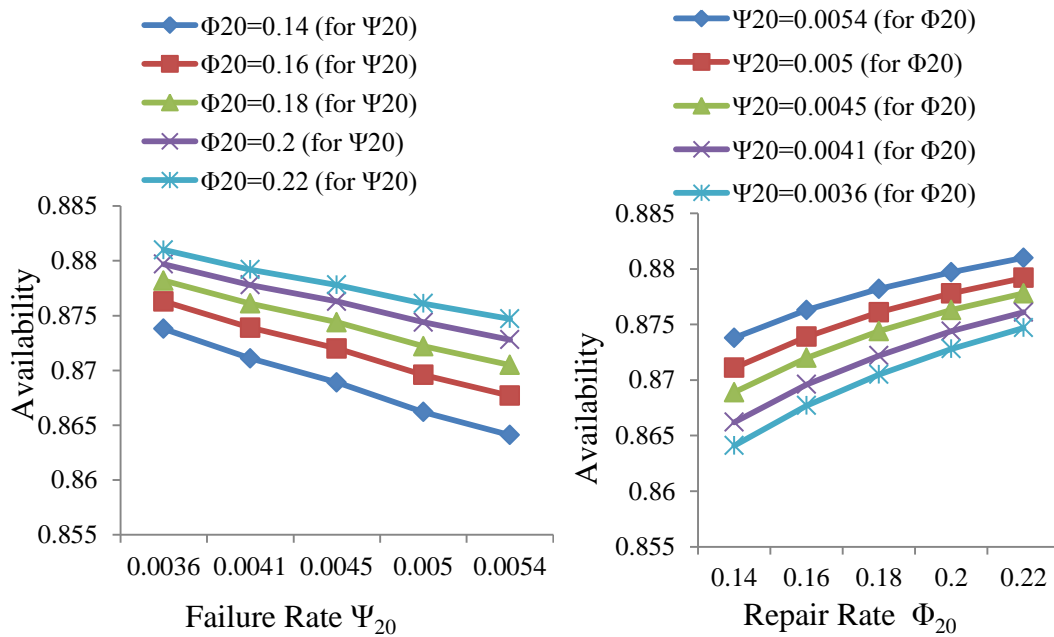 Φ20=0.14 (for Ψ20)
Φ20=0.16 (for Ψ20)
Φ20=0.18 (for Ψ20)
Φ20=0.2 (for Ψ20)
Φ20=0.22 (for Ψ20)
0.885
0.88
0.875
0.87
0.865
0.86
0.855
Availability
0.0036 0.0041 0.0045 0.005 0.0054
Failure Rate Ψ₂₀
Ψ20=0.0054 (for Φ20)
Ψ20=0.005 (for Φ20)
Ψ20=0.0045 (for Φ20)
Ψ20=0.0041 (for Φ20)
Ψ20=0.0036 (for Φ20)
0.885
0.88
0.875
0.87
0.865
0.86
0.855
Availability
0.14 0.16 0.18 0.2 0.22
Repair Rate Φ₂₀